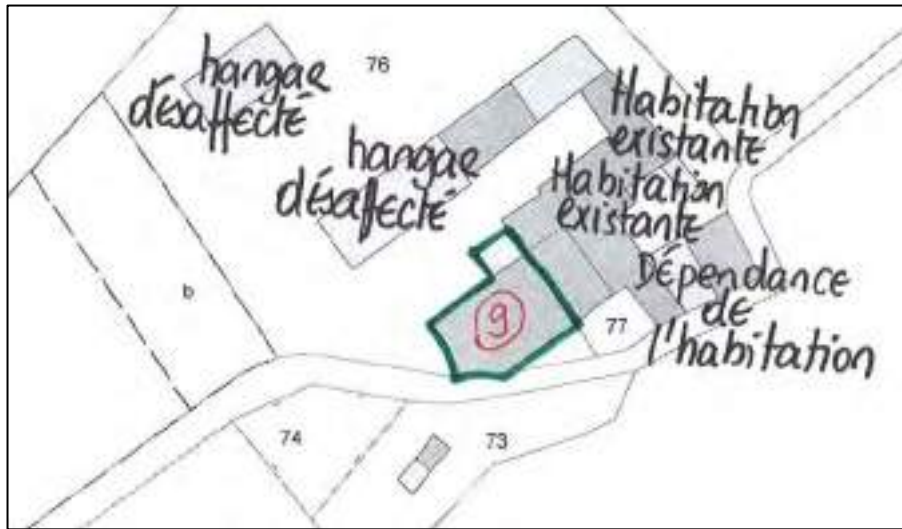 hangar
désaffecté
76
hangar
désaffecté
Habitation
existante
Habitation
existante
Dépendance
de
l'habitation
b
9
77
74
73